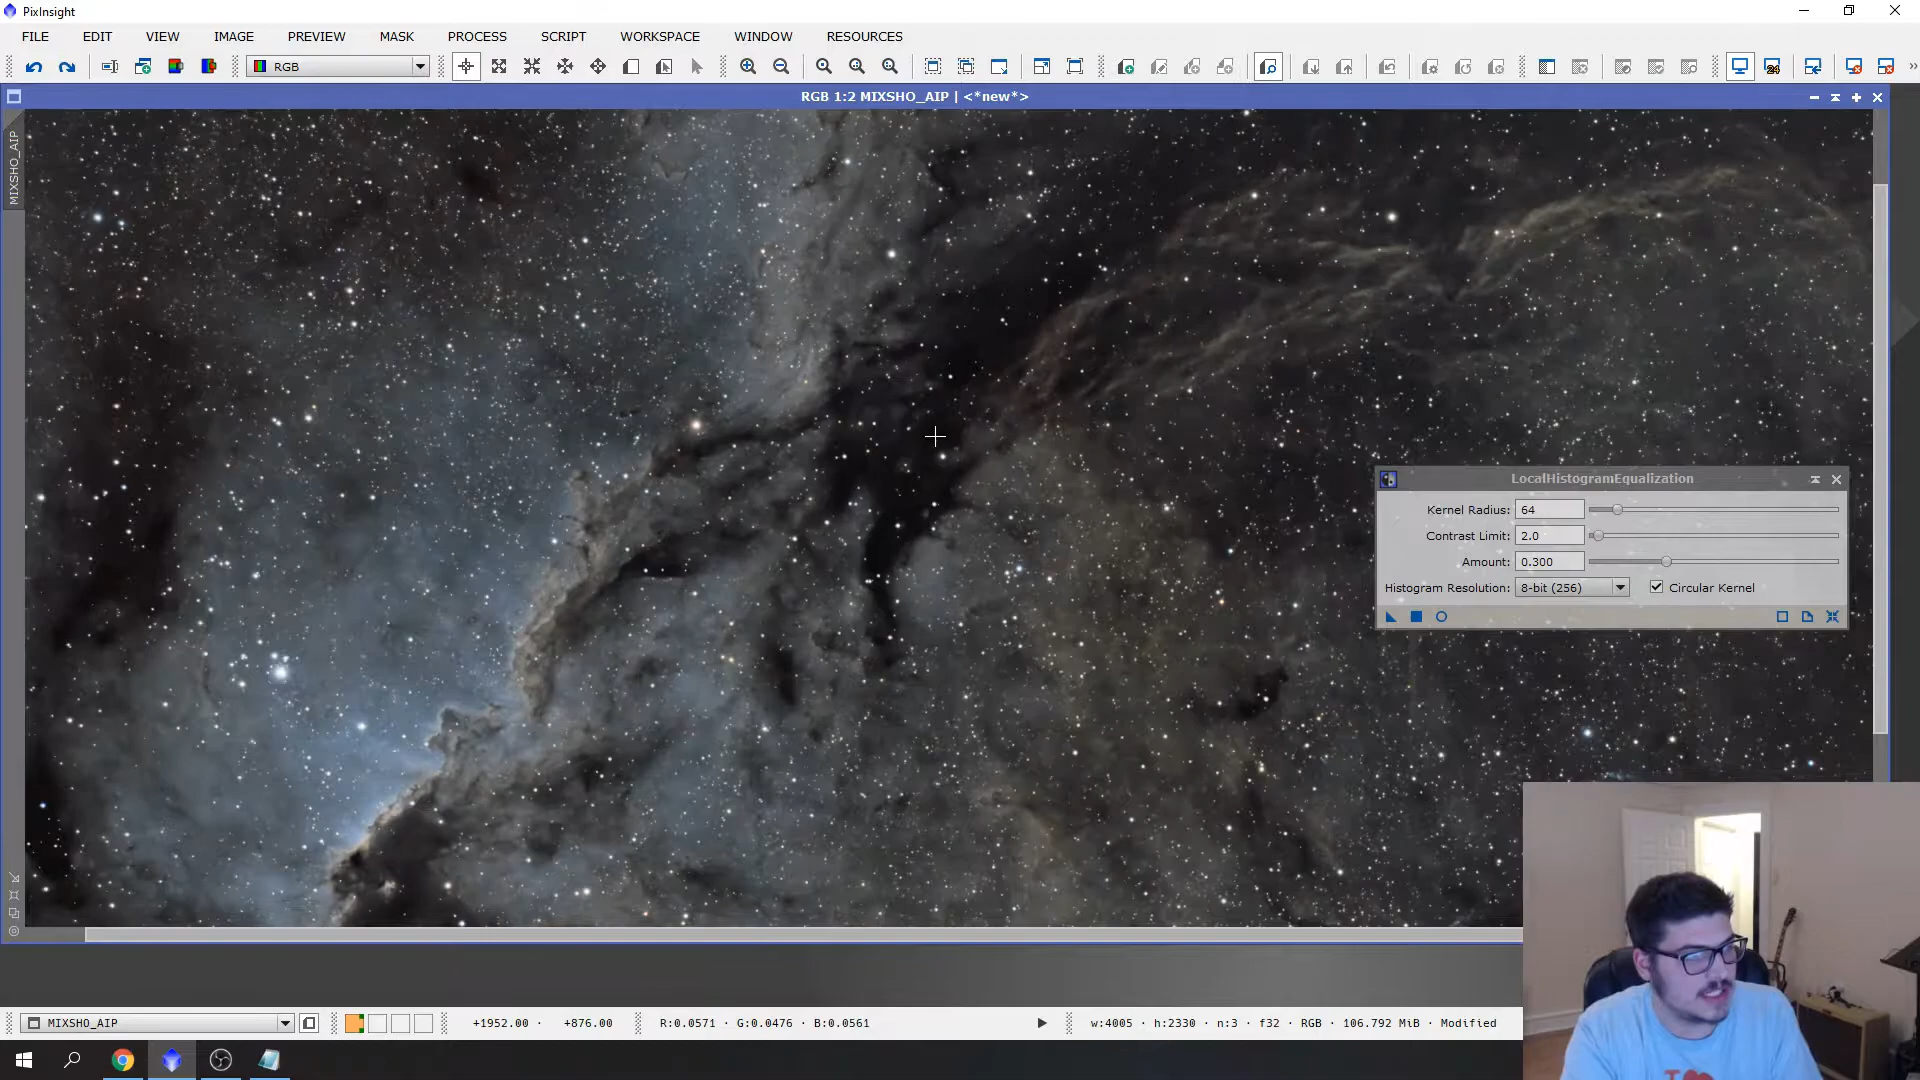 PixInsight
FILE EDIT VIEW IMAGE PREVIEW MASK PROCESS SCRIPT WORKSPACE WINDOW RESOURCES
RGB
24
RGB 1:2 MIXSHO_AIP | <*new*>
MIXSHO_AIP
LocalHistogramEqualization
Kernel Radius: 64
Contrast Limit: 2.0
Amount: 0.300
Histogram Resolution: 8-bit (256) Circular Kernel
MIXSHO_AIP +1952.00 · +876.00 R:0.0571 · G:0.0476 · B:0.0561 w:4005 · h:2330 · n:3 · f32 · RGB · 106.792 MiB · Modified